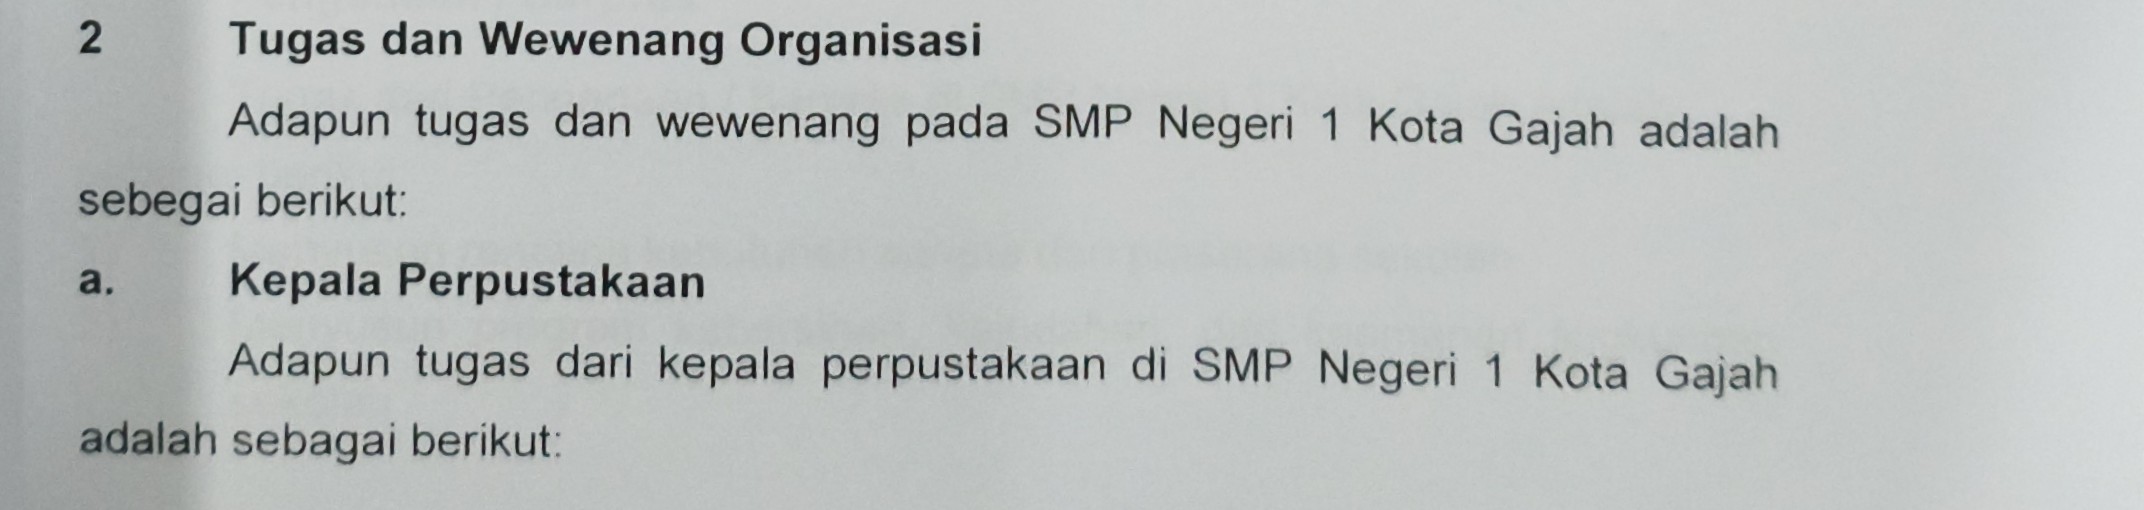 2 Tugas dan Wewenang Organisasi
Adapun tugas dan wewenang pada SMP Negeri 1 Kota Gajah adalah
sebegai berikut:
a. Kepala Perpustakaan
Adapun tugas dari kepala perpustakaan di SMP Negeri 1 Kota Gajah
adalah sebagai berikut: